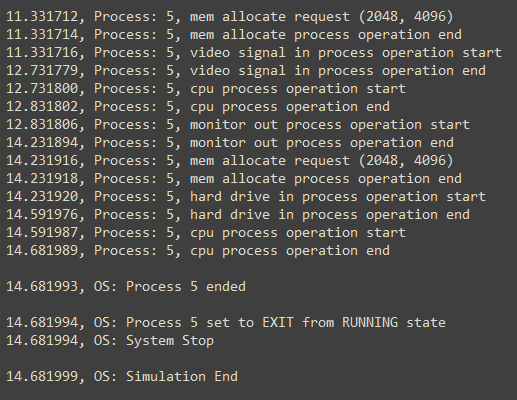 11.331712, Process: 5, mem allocate request (2048, 4096)
11.331714, Process: 5, mem allocate process operation end
11.331716, Process: 5, video signal in process operation start
12.731779, Process: 5, video signal in process operation end
12.731800, Process: 5, cpu process operation start
12.831802, Process: 5, cpu process operation end
12.831806, Process: 5, monitor out process operation start
14.231894, Process: 5, monitor out process operation end
14.231916, Process: 5, mem allocate request (2048, 4096)
14.231918, Process: 5, mem allocate process operation end
14.231920, Process: 5, hard drive in process operation start
14.591976, Process: 5, hard drive in process operation end
14.591987, Process: 5, cpu process operation start
14.681989, Process: 5, cpu process operation end
14.681993, OS: Process 5 ended
14.681994, OS: Process 5 set to EXIT from RUNNING state
14.681994, OS: System Stop
14.681999, OS: Simulation End